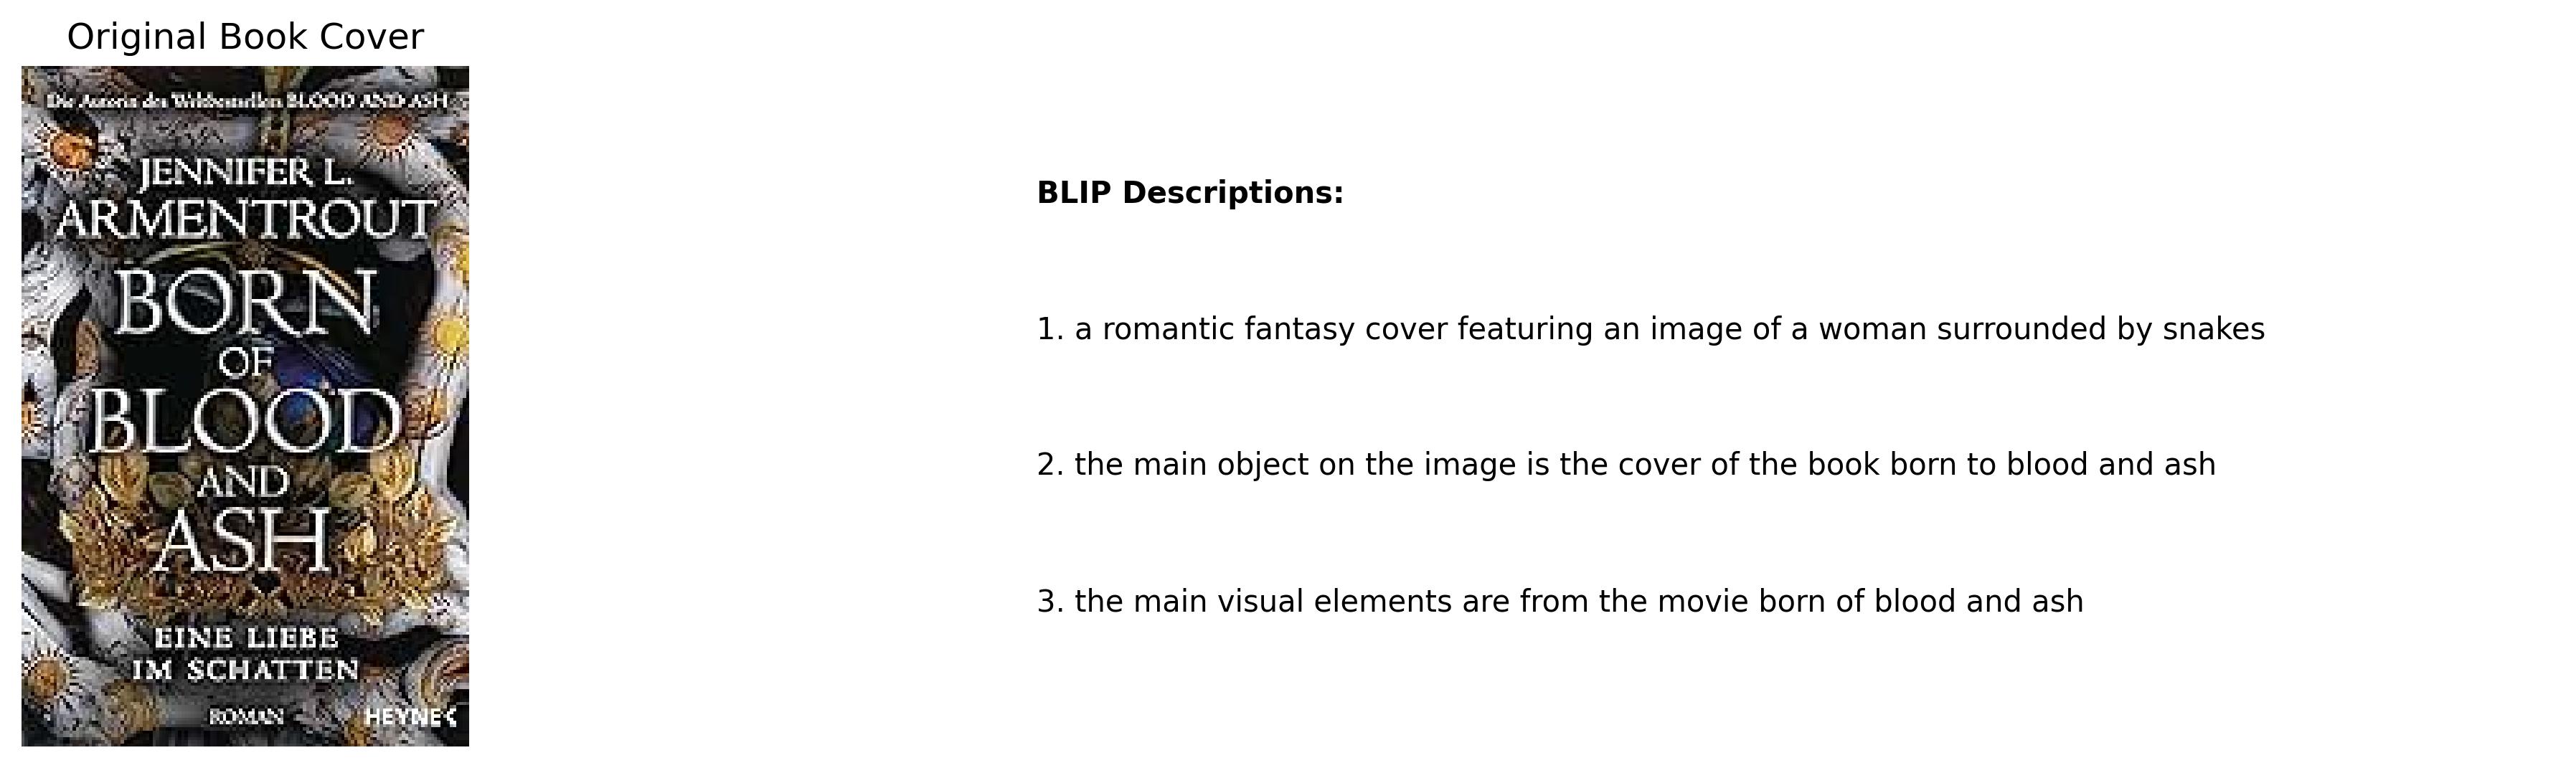 Original Book Cover
Die Autorin des Weltbestsellers BLOOD AND ASH
JENNIFER L.
ARMENTROUT
BORN
OF
BLOOD
AND
ASH
EINE LIEBE
IM SCHATTEN
ROMAN
HEYNE<
BLIP Descriptions:
1. a romantic fantasy cover featuring an image of a woman surrounded by snakes
2. the main object on the image is the cover of the book born to blood and ash
3. the main visual elements are from the movie born of blood and ash